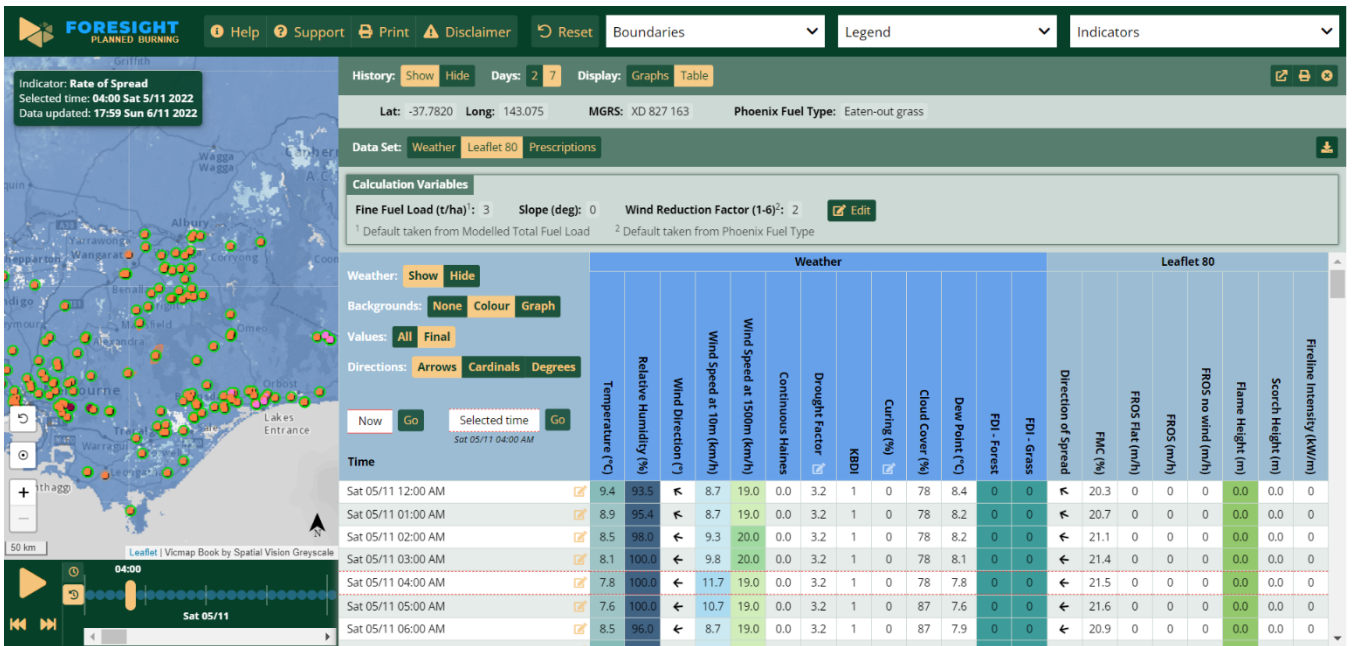 FORESIGHT
PLANNED BURNING
Help Support Print Disclaimer Reset Boundaries Legend Indicators
Indicator: Rate of Spread
Selected time: 04:00 Sat 5/11 2022
Data updated: 17:59 Sun 6/11 2022
Griffith
Wagga
Wagga
Canberr
A.C.
quin
A10
Albury
Yarrawonga
hepparton
Wangarat
Corryong
Coon
Benall
ndigo
right
ymour
Ma field
Omeo
Alexandra
bourne
Orbost
Lakes
Entrance
Warragu
Leongat
thaggi
N
+
−
50 km
Leaflet | Vicmap Book by Spatial Vision Greyscale
04:00
Sat 05/11
History: Show Hide Days: 2 7 Display: Graphs Table
Lat: -37.7820 Long: 143.075 MGRS: XD 827 163 Phoenix Fuel Type: Eaten-out grass
Data Set: Weather Leaflet 80 Prescriptions
Calculation Variables
Fine Fuel Load (t/ha)¹: 3 Slope (deg): 0 Wind Reduction Factor (1-6)²: 2 Edit
¹ Default taken from Modelled Total Fuel Load ² Default taken from Phoenix Fuel Type
Weather: Show Hide
Backgrounds: None Colour Graph
Values: All Final
Directions: Arrows Cardinals Degrees
Now Go Selected time Go
Sat 05/11 04:00 AM
Weather Leaflet 80
Time Temperature (°C) Relative Humidity (%) Wind Direction (°) Wind Speed at 10m (km/h) Wind Speed at 1500m (km/h) Continuous Haines Drought Factor KBDI Curing (%) Cloud Cover (%) Dew Point (°C) FDI - Forest FDI - Grass Direction of Spread FMC (%) FROS Flat (m/h) FROS (m/h) FROS no wind (m/h) Flame Height (m) Scorch Height (m) Fireline Intensity (kW/m)
Sat 05/11 12:00 AM 9.4 93.5 ↖ 8.7 19.0 0.0 3.2 1 0 78 8.4 0 0 ↖ 20.3 0 0 0 0.0 0.0 0
Sat 05/11 01:00 AM 8.9 95.4 ↖ 8.7 19.0 0.0 3.2 1 0 78 8.2 0 0 ↖ 20.7 0 0 0 0.0 0.0 0
Sat 05/11 02:00 AM 8.5 98.0 ← 9.3 20.0 0.0 3.2 1 0 78 8.2 0 0 ← 21.1 0 0 0 0.0 0.0 0
Sat 05/11 03:00 AM 8.1 100.0 ← 9.8 20.0 0.0 3.2 1 0 78 8.1 0 0 ← 21.4 0 0 0 0.0 0.0 0
Sat 05/11 04:00 AM 7.8 100.0 ← 11.7 19.0 0.0 3.2 1 0 78 7.8 0 0 ← 21.5 0 0 0 0.0 0.0 0
Sat 05/11 05:00 AM 7.6 100.0 ← 10.7 19.0 0.0 3.2 1 0 87 7.6 0 0 ← 21.6 0 0 0 0.0 0.0 0
Sat 05/11 06:00 AM 8.5 96.0 ← 8.7 19.0 0.0 3.2 1 0 87 7.9 0 0 ← 20.9 0 0 0 0.0 0.0 0